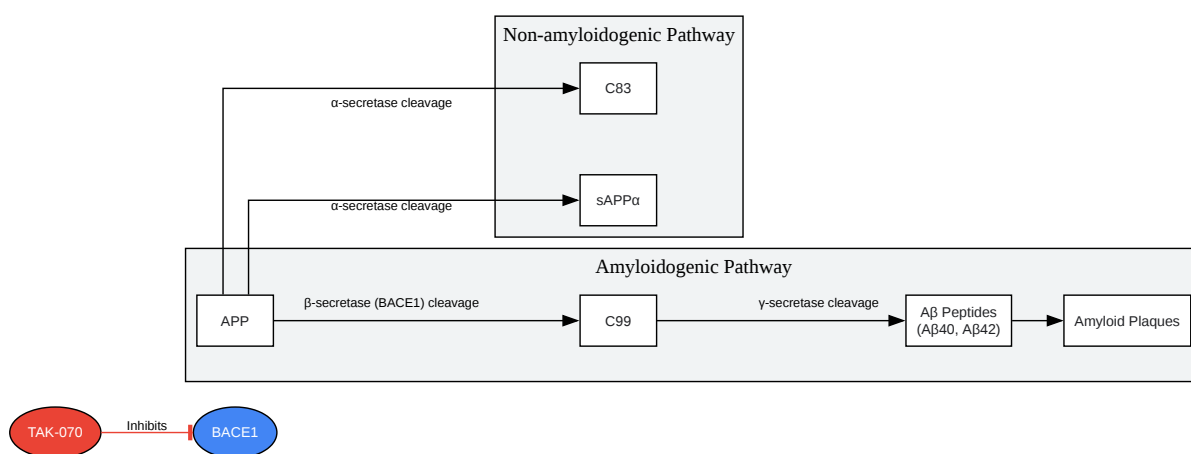 Non-amyloidogenic Pathway
C83
α-secretase cleavage
sAPPα
α-secretase cleavage
Amyloidogenic Pathway
APP
β-secretase (BACE1) cleavage
C99
γ-secretase cleavage
Aβ Peptides
(Aβ40, Aβ42)
Amyloid Plaques
TAK-070
Inhibits
BACE1